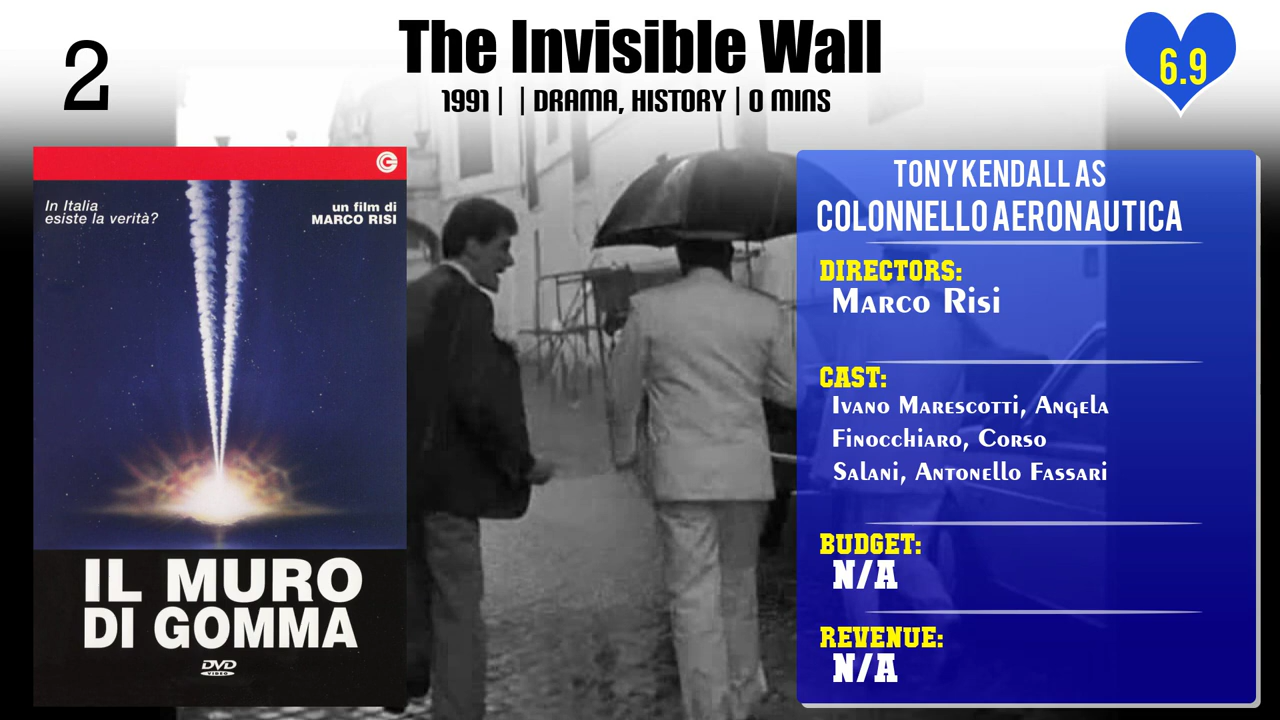 2
The Invisible Wall
1991 | | DRAMA, HISTORY | 0 MINS
6.9
In Italia
esiste la verità?
un film di
MARCO RISI
IL MURO
DI GOMMA
DVD
VIDEO
TONY KENDALL AS
COLONNELLO AERONAUTICA
DIRECTORS:
Marco Risi
CAST:
Ivano Marescotti, Angela
Finocchiaro, Corso
Salani, Antonello Fassari
BUDGET:
N/A
REVENUE:
N/A